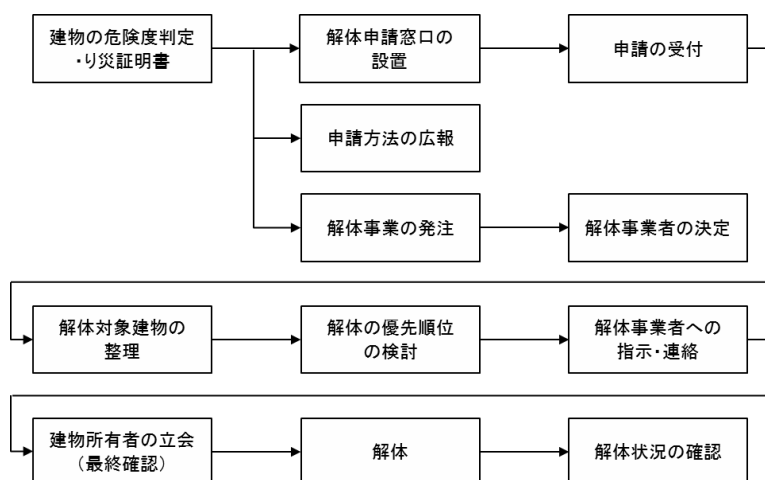 建物の危険度判定
・り災証明書
解体申請窓口の
設置
申請の受付
申請方法の広報
解体事業の発注
解体事業者の決定
解体対象建物の
整理
解体の優先順位
の検討
解体事業者への
指示・連絡
建物所有者の立会
（最終確認）
解体
解体状況の確認